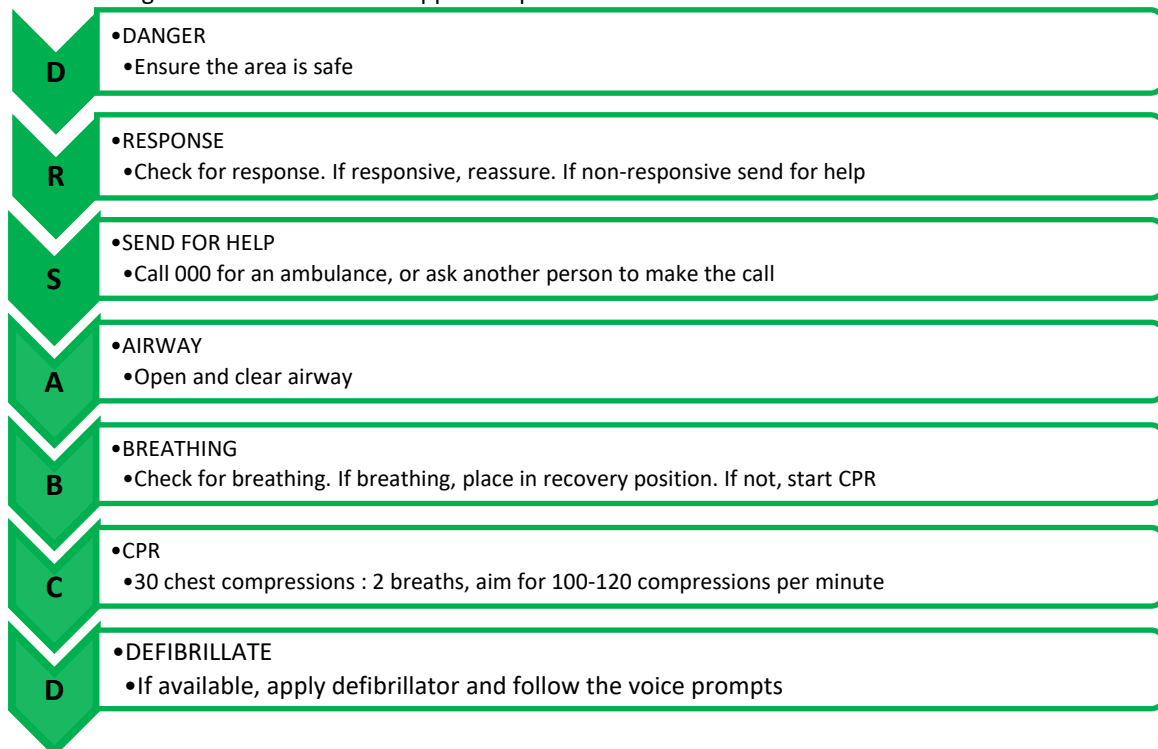 D
•DANGER
•Ensure the area is safe
R
•RESPONSE
•Check for response. If responsive, reassure. If non-responsive send for help
S
•SEND FOR HELP
•Call 000 for an ambulance, or ask another person to make the call
A
•AIRWAY
•Open and clear airway
B
•BREATHING
•Check for breathing. If breathing, place in recovery position. If not, start CPR
C
•CPR
•30 chest compressions : 2 breaths, aim for 100-120 compressions per minute
D
•DEFIBRILLATE
•If available, apply defibrillator and follow the voice prompts